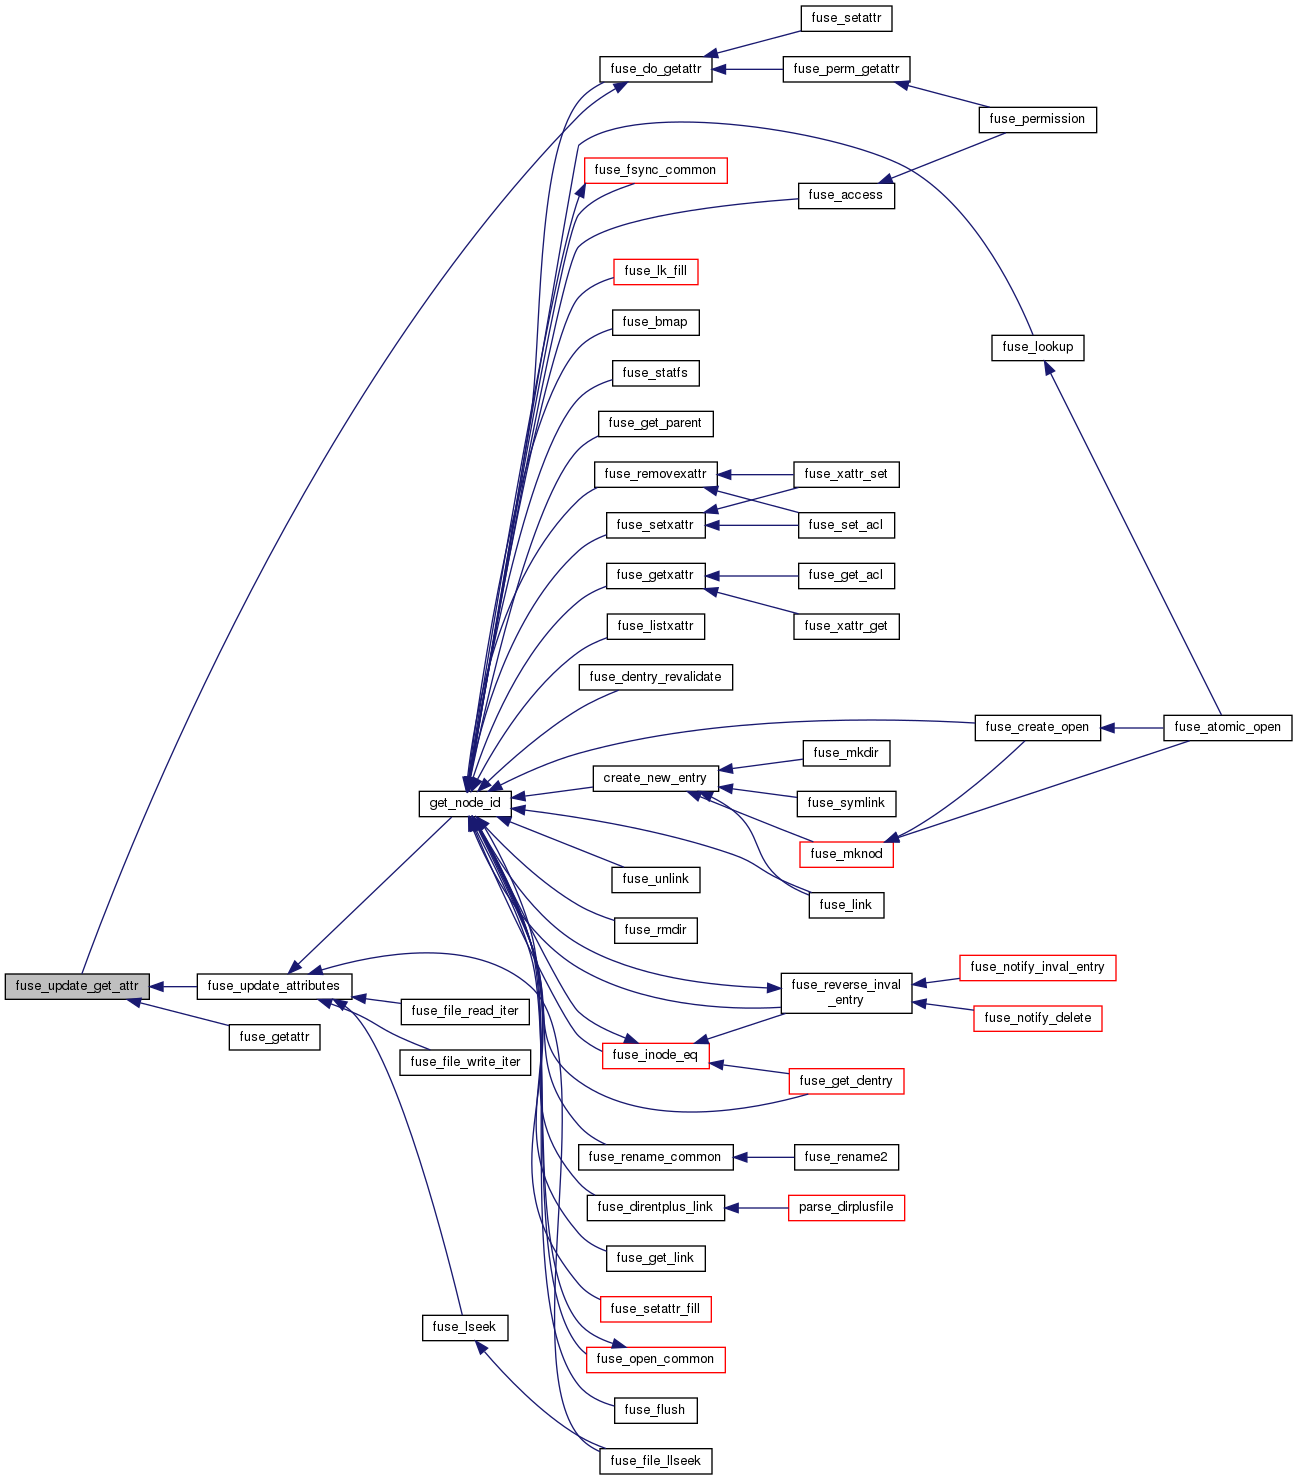 fuse_setattr
fuse_do_getattr
fuse_perm_getattr
fuse_permission
fuse_fsync_common
fuse_access
fuse_lk_fill
fuse_bmap
fuse_lookup
fuse_statfs
fuse_get_parent
fuse_removexattr
fuse_xattr_set
fuse_setxattr
fuse_set_acl
fuse_getxattr
fuse_get_acl
fuse_listxattr
fuse_xattr_get
fuse_dentry_revalidate
fuse_create_open
fuse_atomic_open
fuse_mkdir
create_new_entry
get_node_id
fuse_symlink
fuse_mknod
fuse_unlink
fuse_link
fuse_rmdir
fuse_notify_inval_entry
fuse_update_get_attr
fuse_update_attributes
fuse_reverse_inval
_entry
fuse_file_read_iter
fuse_notify_delete
fuse_getattr
fuse_inode_eq
fuse_file_write_iter
fuse_get_dentry
fuse_rename_common
fuse_rename2
fuse_direntplus_link
parse_dirplusfile
fuse_get_link
fuse_setattr_fill
fuse_lseek
fuse_open_common
fuse_flush
fuse_file_llseek